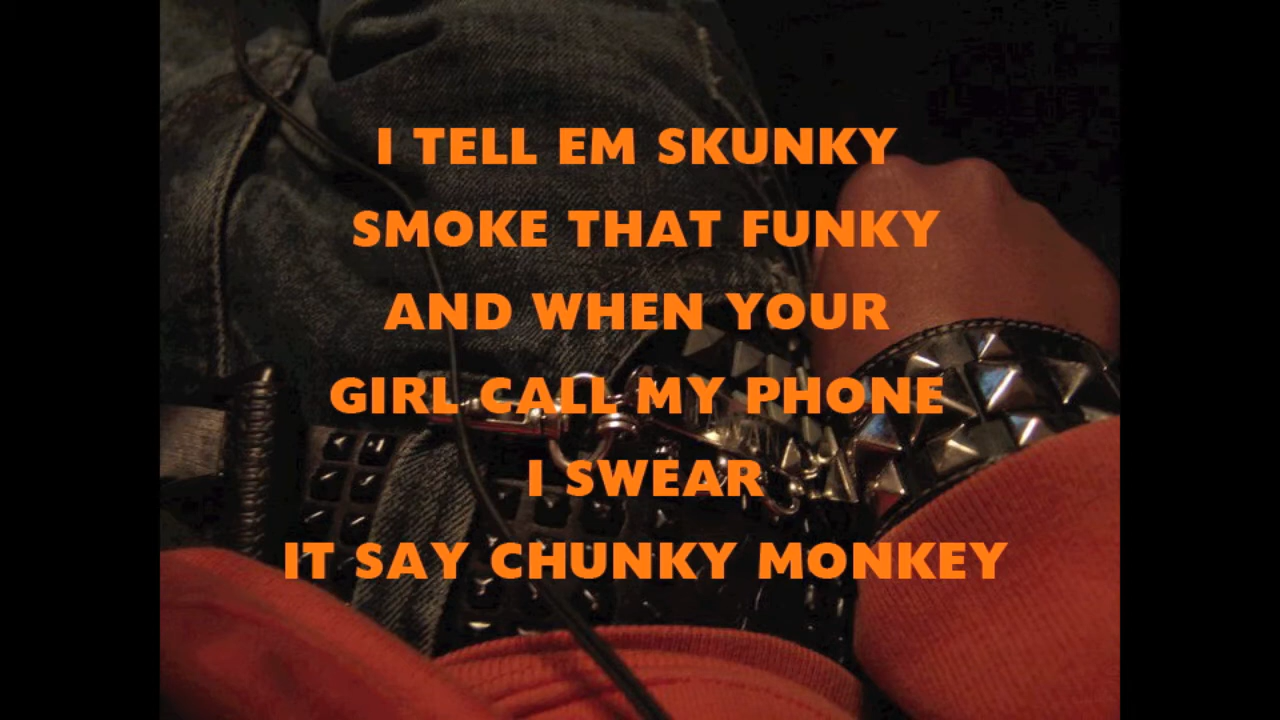 I TELL EM SKUNKY
SMOKE THAT FUNKY
AND WHEN YOUR
GIRL CALL MY PHONE
I SWEAR
IT SAY CHUNKY MONKEY